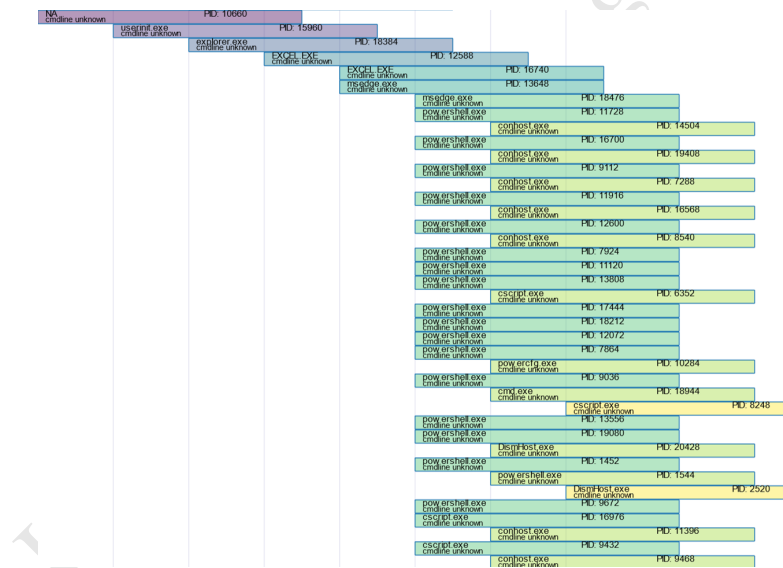 NA PID: 10660
cmdline unknown
userinit.exe PID: 15960
cmdline unknown
explorer.exe PID: 18384
cmdline unknown
EXCEL.EXE PID: 12588
cmdline unknown
EXCEL.EXE PID: 16740
cmdline unknown
msedge.exe PID: 13648
cmdline unknown
msedge.exe PID: 18476
cmdline unknown
powershell.exe PID: 11728
cmdline unknown
conhost.exe PID: 14504
cmdline unknown
powershell.exe PID: 16700
cmdline unknown
conhost.exe PID: 19408
cmdline unknown
powershell.exe PID: 9112
cmdline unknown
conhost.exe PID: 7288
cmdline unknown
powershell.exe PID: 11916
cmdline unknown
conhost.exe PID: 16568
cmdline unknown
powershell.exe PID: 12600
cmdline unknown
conhost.exe PID: 8540
cmdline unknown
powershell.exe PID: 7924
cmdline unknown
powershell.exe PID: 11120
cmdline unknown
powershell.exe PID: 13808
cmdline unknown
cscript.exe PID: 6352
cmdline unknown
powershell.exe PID: 17444
cmdline unknown
powershell.exe PID: 18212
cmdline unknown
powershell.exe PID: 12072
cmdline unknown
powershell.exe PID: 7864
cmdline unknown
powercfg.exe PID: 10284
cmdline unknown
powershell.exe PID: 9036
cmdline unknown
cmd.exe PID: 18944
cmdline unknown
cscript.exe PID: 8248
cmdline unknown
powershell.exe PID: 13556
cmdline unknown
powershell.exe PID: 19080
cmdline unknown
DismHost.exe PID: 20428
cmdline unknown
powershell.exe PID: 1452
cmdline unknown
powershell.exe PID: 1544
cmdline unknown
DismHost.exe PID: 2520
cmdline unknown
powershell.exe PID: 9672
cmdline unknown
cscript.exe PID: 16976
cmdline unknown
conhost.exe PID: 11396
cmdline unknown
cscript.exe PID: 9432
cmdline unknown
conhost.exe PID: 9468
cmdline unknown